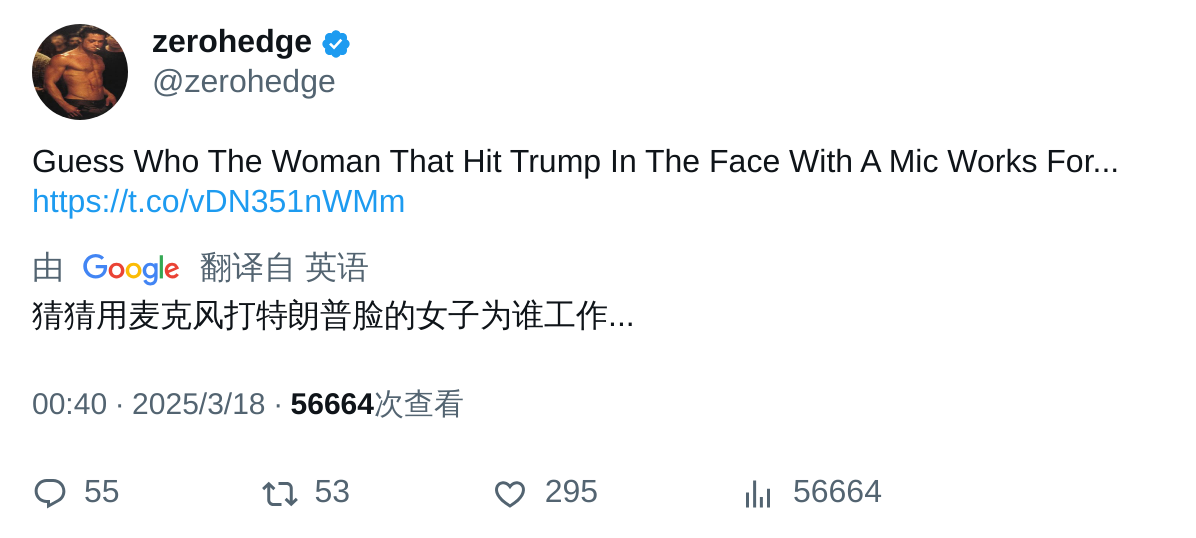 zerohedge
@zerohedge
Guess Who The Woman That Hit Trump In The Face With A Mic Works For...
https://t.co/vDN351nWMm
由 Google 翻译自 英语
猜猜用麦克风打特朗普脸的女子为谁工作...
00:40 · 2025/3/18 · 56664次查看
55 53 295 56664